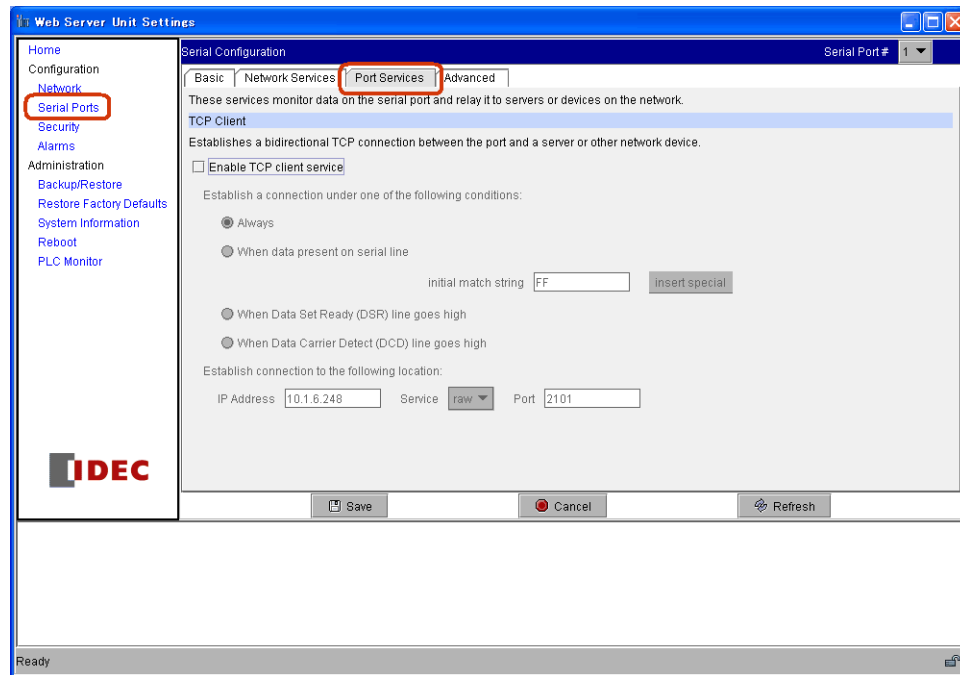 Web Server Unit Settings
Home
Configuration
Network
Serial Ports
Security
Alarms
Administration
Backup/Restore
Restore Factory Defaults
System Information
Reboot
PLC Monitor
IDEC
Serial Configuration Serial Port # 1
Basic Network Services Port Services Advanced
These services monitor data on the serial port and relay it to servers or devices on the network.
TCP Client
Establishes a bidirectional TCP connection between the port and a server or other network device.
Enable TCP client service
Establish a connection under one of the following conditions:
Always
When data present on serial line
initial match string FF insert special
When Data Set Ready (DSR) line goes high
When Data Carrier Detect (DCD) line goes high
Establish connection to the following location:
IP Address 10.1.6.248 Service raw Port 2101
Save Cancel Refresh
Ready